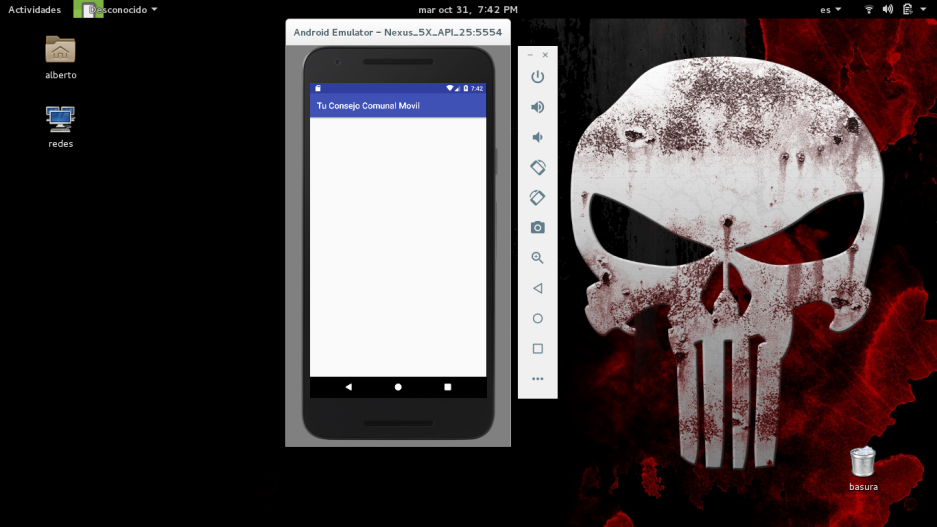 Actividades
Desconocido
mar oct 31, 7:42 PM
es
Android Emulator - Nexus_5X_API_25:5554
alberto
redes
7:42
Tu Consejo Comunal Movil
basura